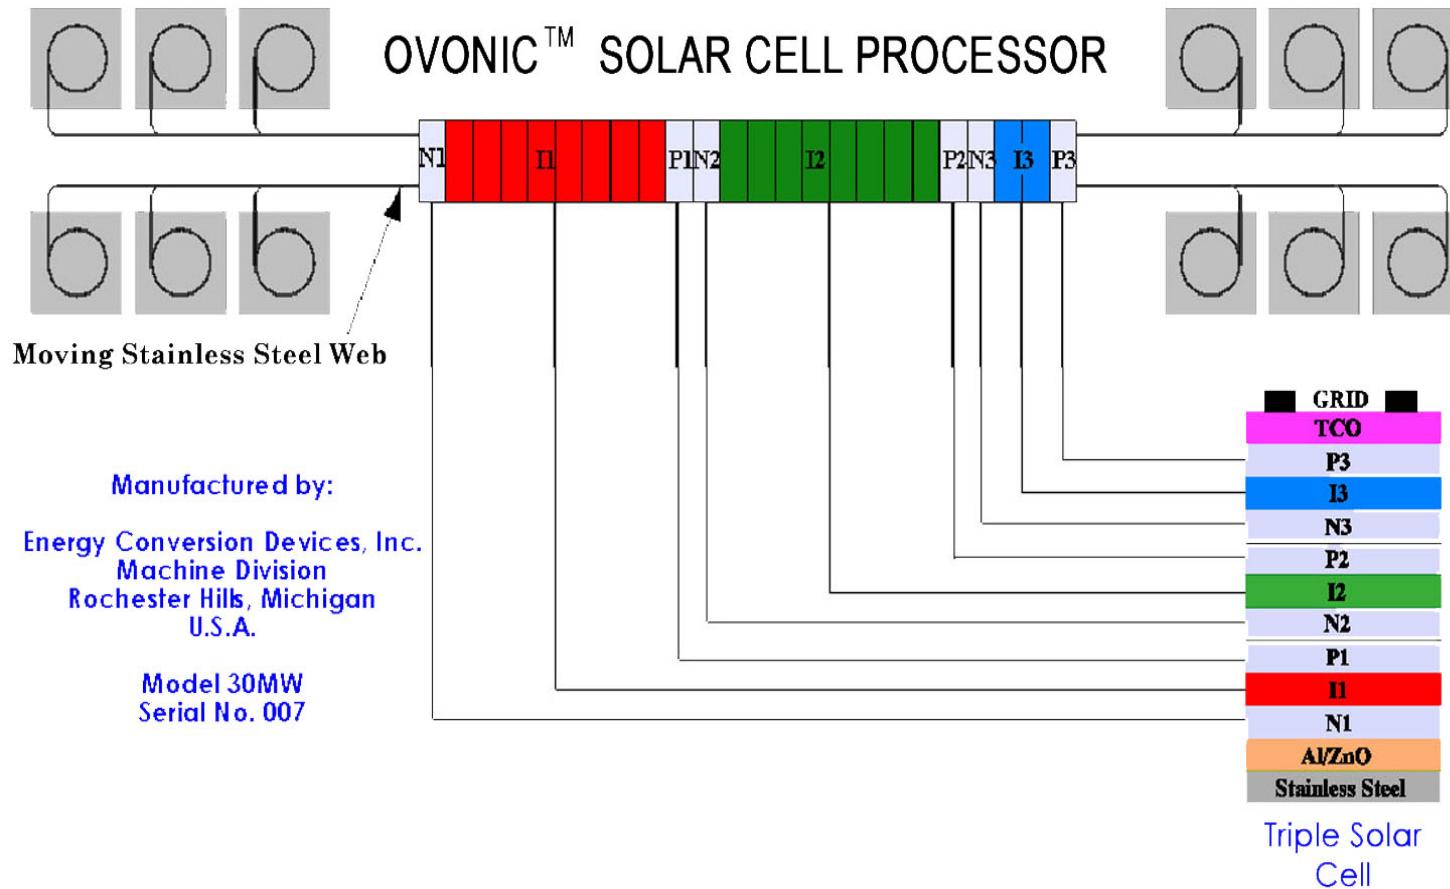 OVONIC™ SOLAR CELL PROCESSOR
N1 I1 P1 N2 I2 P2 N3 I3 P3
Moving Stainless Steel Web
Manufactured by:
Energy Conversion Devices, Inc.
Machine Division
Rochester Hills, Michigan
U.S.A.
Model 30MW
Serial No. 007
GRID
TCO
P3
I3
N3
P2
I2
N2
P1
I1
N1
Al/ZnO
Stainless Steel
Triple Solar
Cell